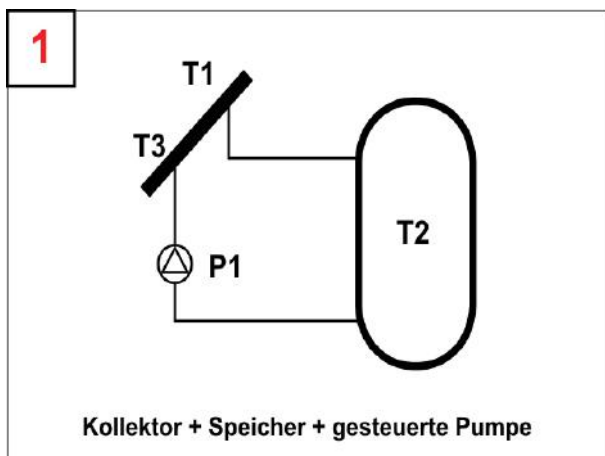 1
T1
T3
T2
P1
Kollektor + Speicher + gesteuerte Pumpe